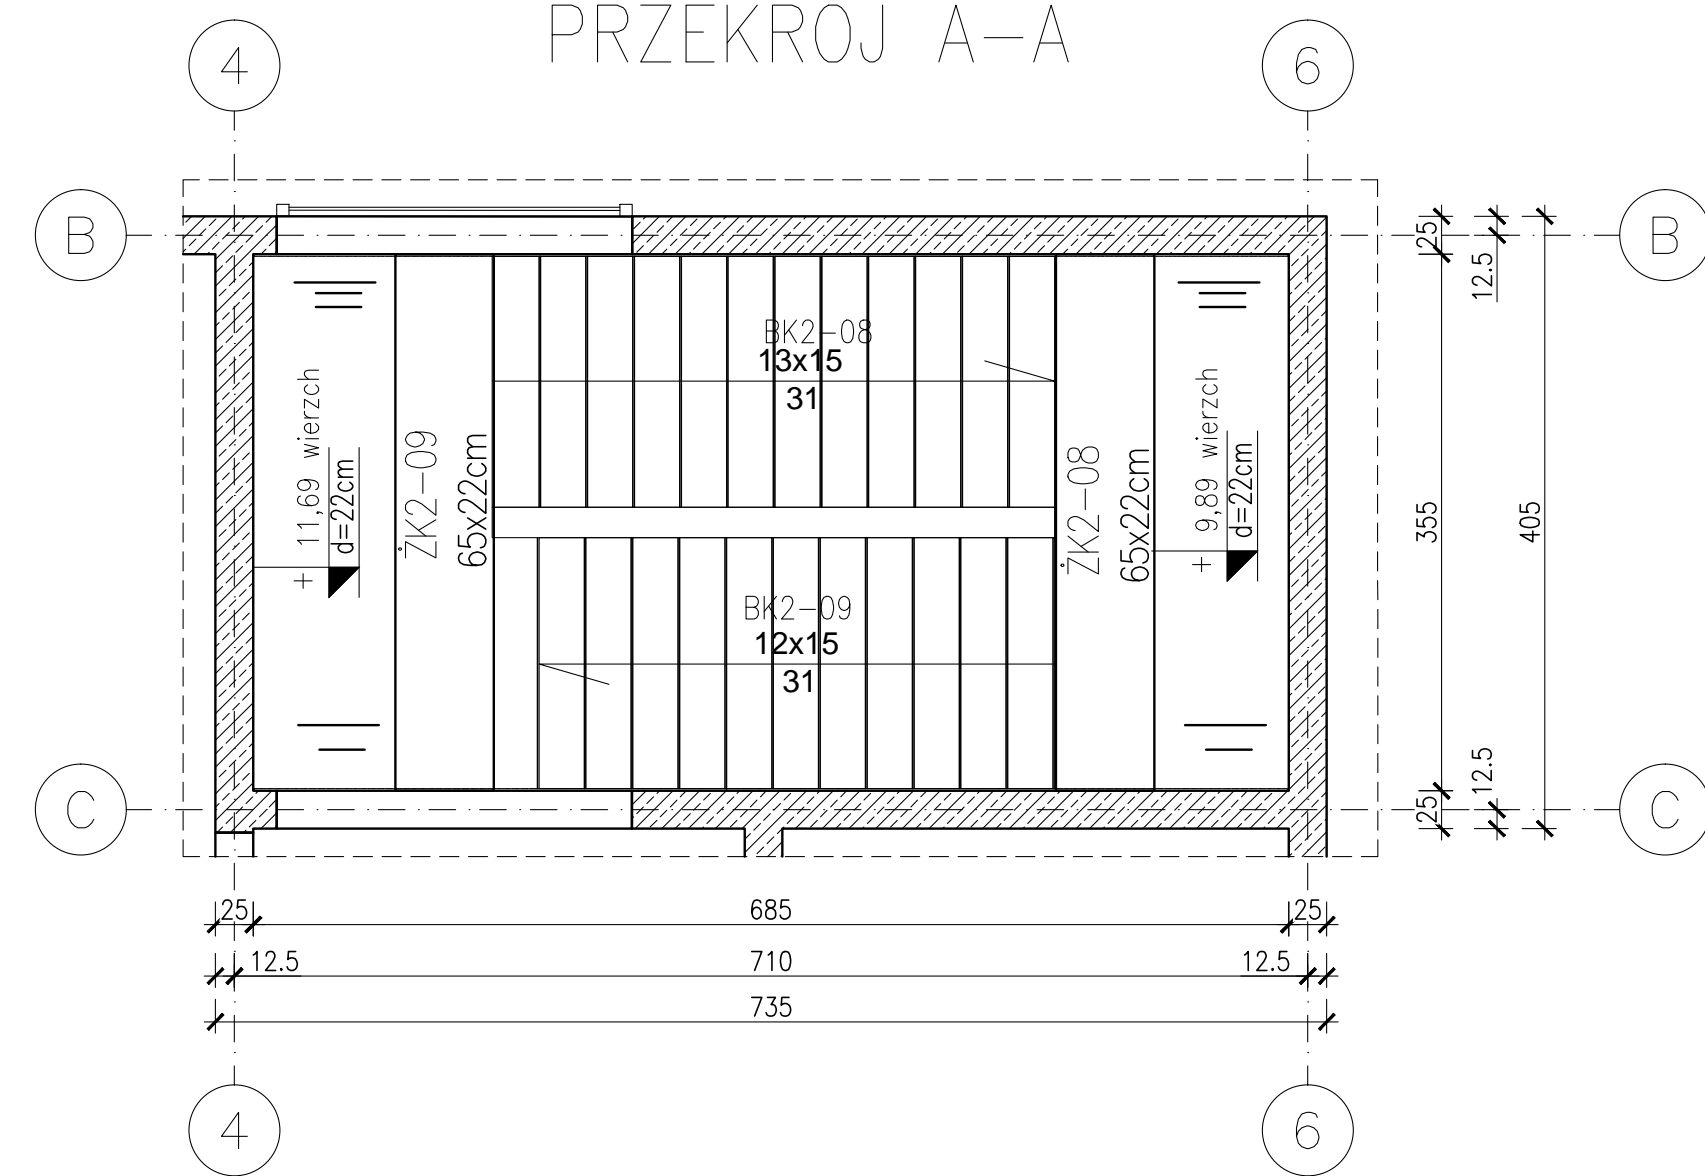 PRZEKROJ A-A
4
6
B
B
25
12.5
BK2-08
13x15
31
+ 11,69 wierzch
d=22cm
ŻK2-09
65x22cm
ŻK2-08
65x22cm
+ 9,89 wierzch
d=22cm
355
405
BK2-09
12x15
31
C
C
12.5
25
25
685
25
12.5
710
12.5
735
4
6